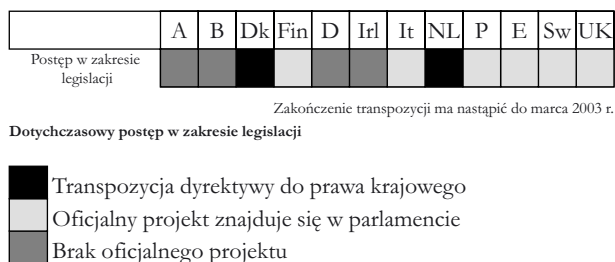 A B Dk Fin D Irl It NL P E Sw UK
Postęp w zakresie
legislacji
Zakończenie transpozycji ma nastąpić do marca 2003 r.
Dotychczasowy postęp w zakresie legislacji
Transpozycja dyrektywy do prawa krajowego
Oficjalny projekt znajduje się w parlamencie
Brak oficjalnego projektu